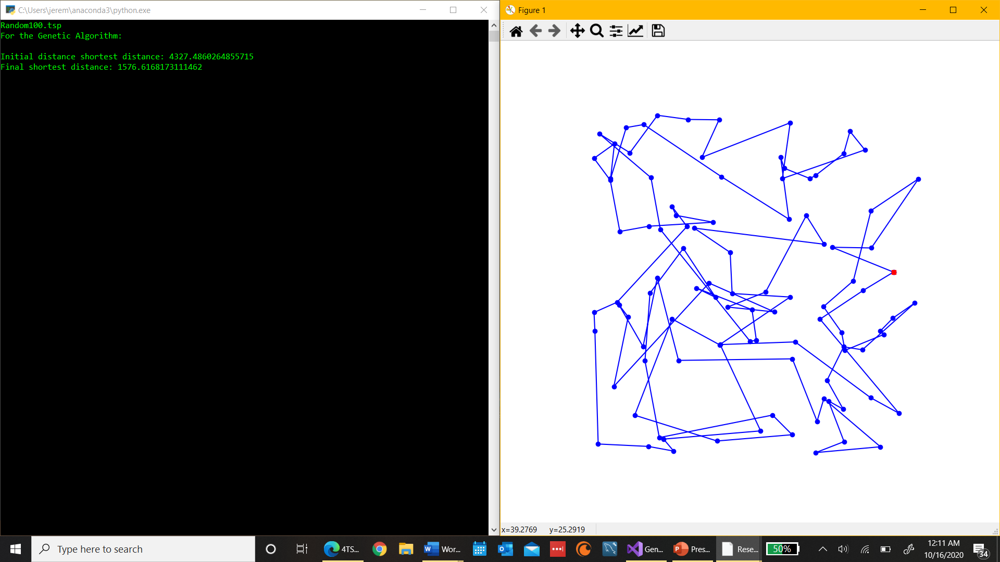 C:\Users\jerem\anaconda3\python.exe
Random100.tsp
For the Genetic Algorithm:
Initial distance shortest distance: 4327.4860264855715
Final shortest distance: 1576.6168173111462
Figure 1
x=39.2769 y=25.2919
Type here to search
4TS...
Wor...
Gen...
Pres...
Rese...
50%
12:11 AM
10/16/2020
34